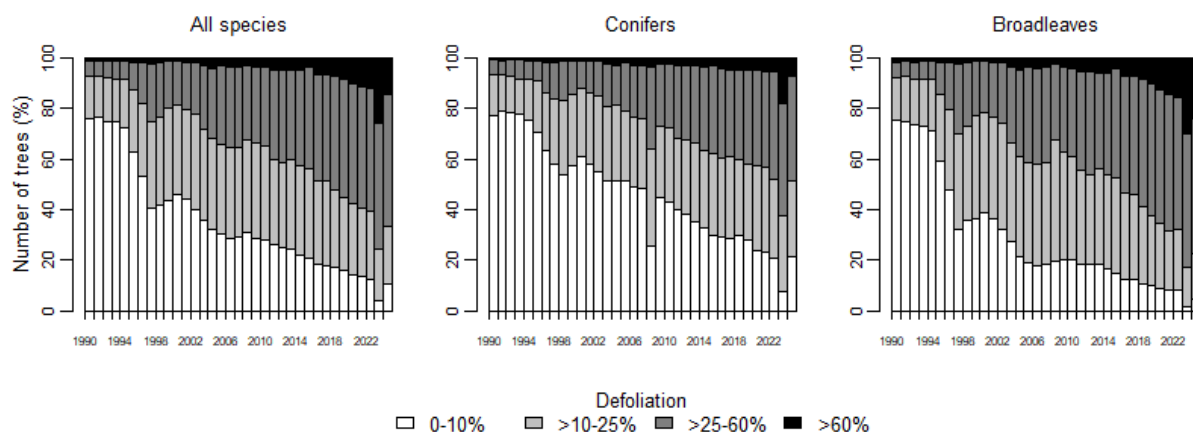 All species
Conifers
Broadleaves
Number of trees (%)
0 20 40 60 80 100
0 20 40 60 80 100
0 20 40 60 80 100
1990 1994 1998 2002 2006 2010 2014 2018 2022
1990 1994 1998 2002 2006 2010 2014 2018 2022
1990 1994 1998 2002 2006 2010 2014 2018 2022
Defoliation
0-10% >10-25% >25-60% >60%